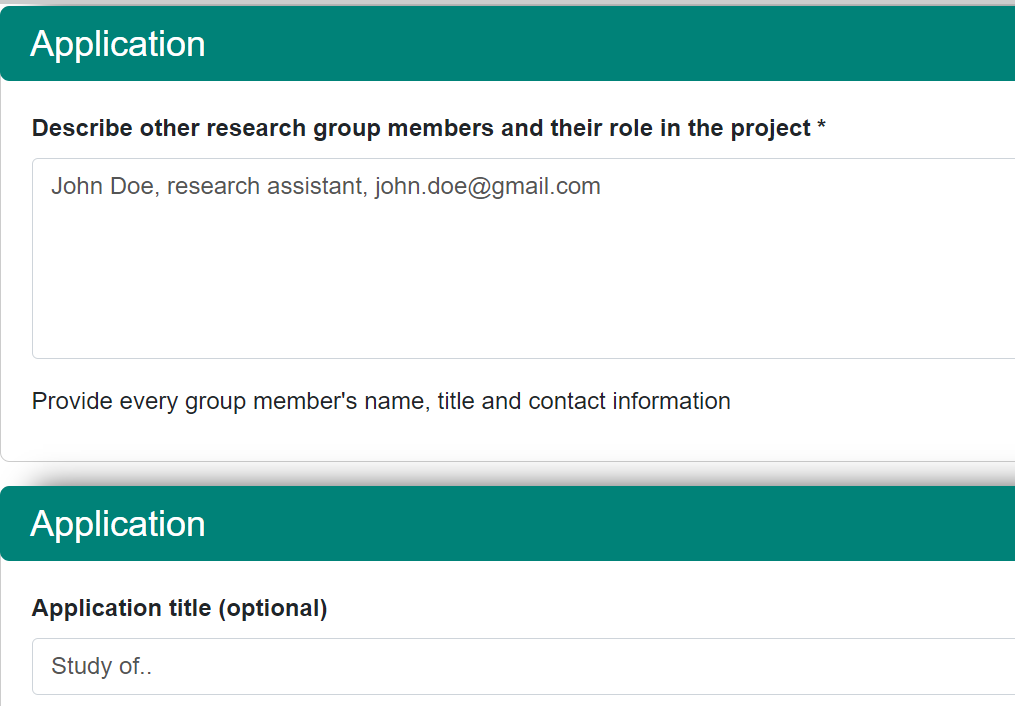 Application
Describe other research group members and their role in the project *
John Doe, research assistant, john.doe@gmail.com
Provide every group member's name, title and contact information
Application
Application title (optional)
Study of..